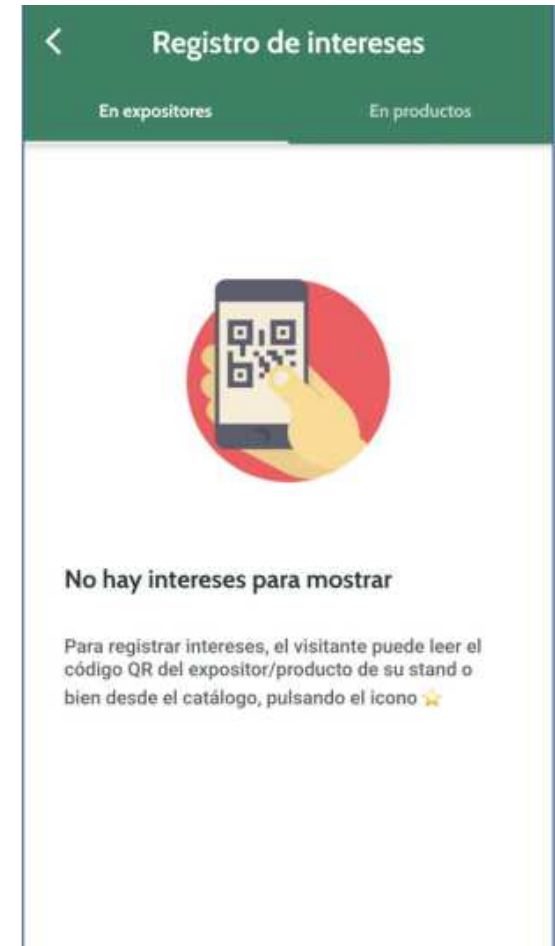 Registro de intereses
En expositores En productos
No hay intereses para mostrar
Para registrar intereses, el visitante puede leer el
código QR del expositor/producto de su stand o
bien desde el catálogo, pulsando el icono ⭐